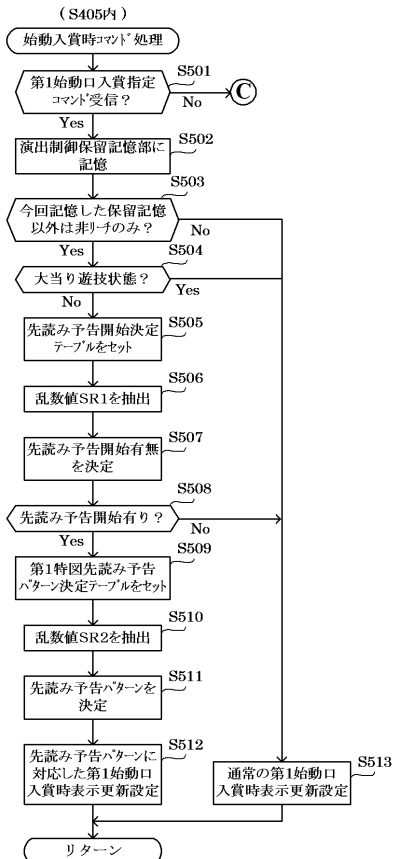 (S405内)
始動入賞時コマンド処理
S501
第1始動口入賞指定
コマンド受信？
No
C
Yes
S502
演出制御保留記憶部に
記憶
S503
今回記憶した保留記憶
以外は非リーチのみ？
No
Yes
S504
大当り遊技状態？
Yes
No
S505
先読み予告開始決定
テーブルをセット
S506
乱数値SR1を抽出
S507
先読み予告開始有無
を決定
S508
先読み予告開始有り？
No
Yes
S509
第1特図先読み予告
パターン決定テーブルをセット
S510
乱数値SR2を抽出
S511
先読み予告パターンを
決定
S512
先読み予告パターンに
対応した第1始動口
入賞時表示更新設定
S513
通常の第1始動口
入賞時表示更新設定
リターン